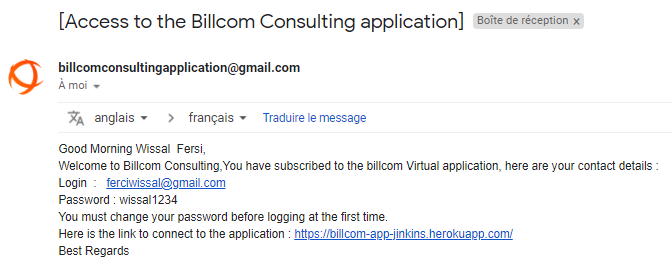 [Access to the Billcom Consulting application] Boîte de réception x
billcomconsultingapplication@gmail.com
À moi
anglais > français Traduire le message
Good Morning Wissal Fersi,
Welcome to Billcom Consulting,You have subscribed to the billcom Virtual application, here are your contact details :
Login : ferciwissal@gmail.com
Password : wissal1234
You must change your password before logging at the first time.
Here is the link to connect to the application : https://billcom-app-jinkins.herokuapp.com/
Best Regards